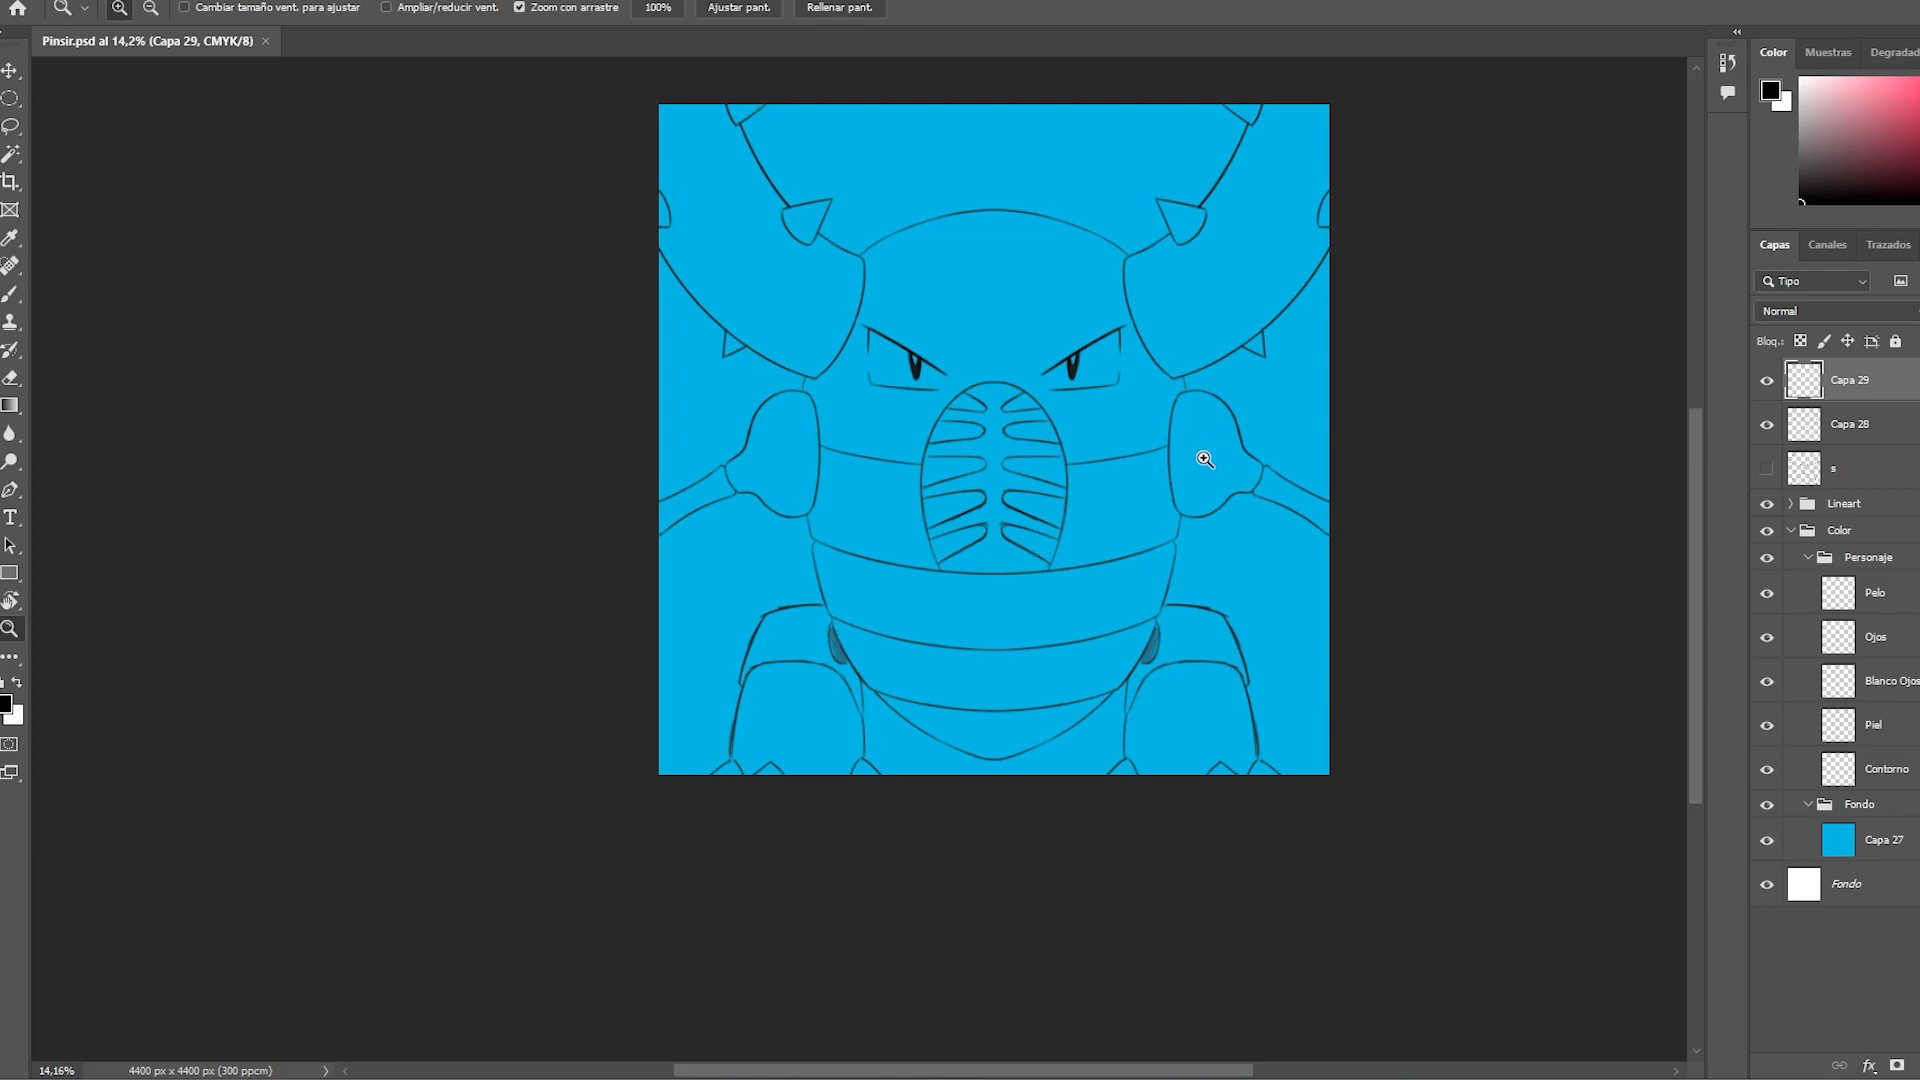 Cambiar tamaño vent. para ajustar
Ampliar/reducir vent.
Zoom con arrastre
100%
Ajustar pant.
Rellenar pant.
Pinsir.psd al 14,2% (Capa 29, CMYK/8)
Color
Muestras
Degradad
Capas
Canales
Trazados
Tipo
Normal
Bloq.:
Capa 29
Capa 28
s
Lineart
Color
Personaje
Pelo
Ojos
Blanco Ojos
Piel
Contorno
Fondo
Capa 27
Fondo
fx
14,16%
4400 px x 4400 px (300 ppcm)